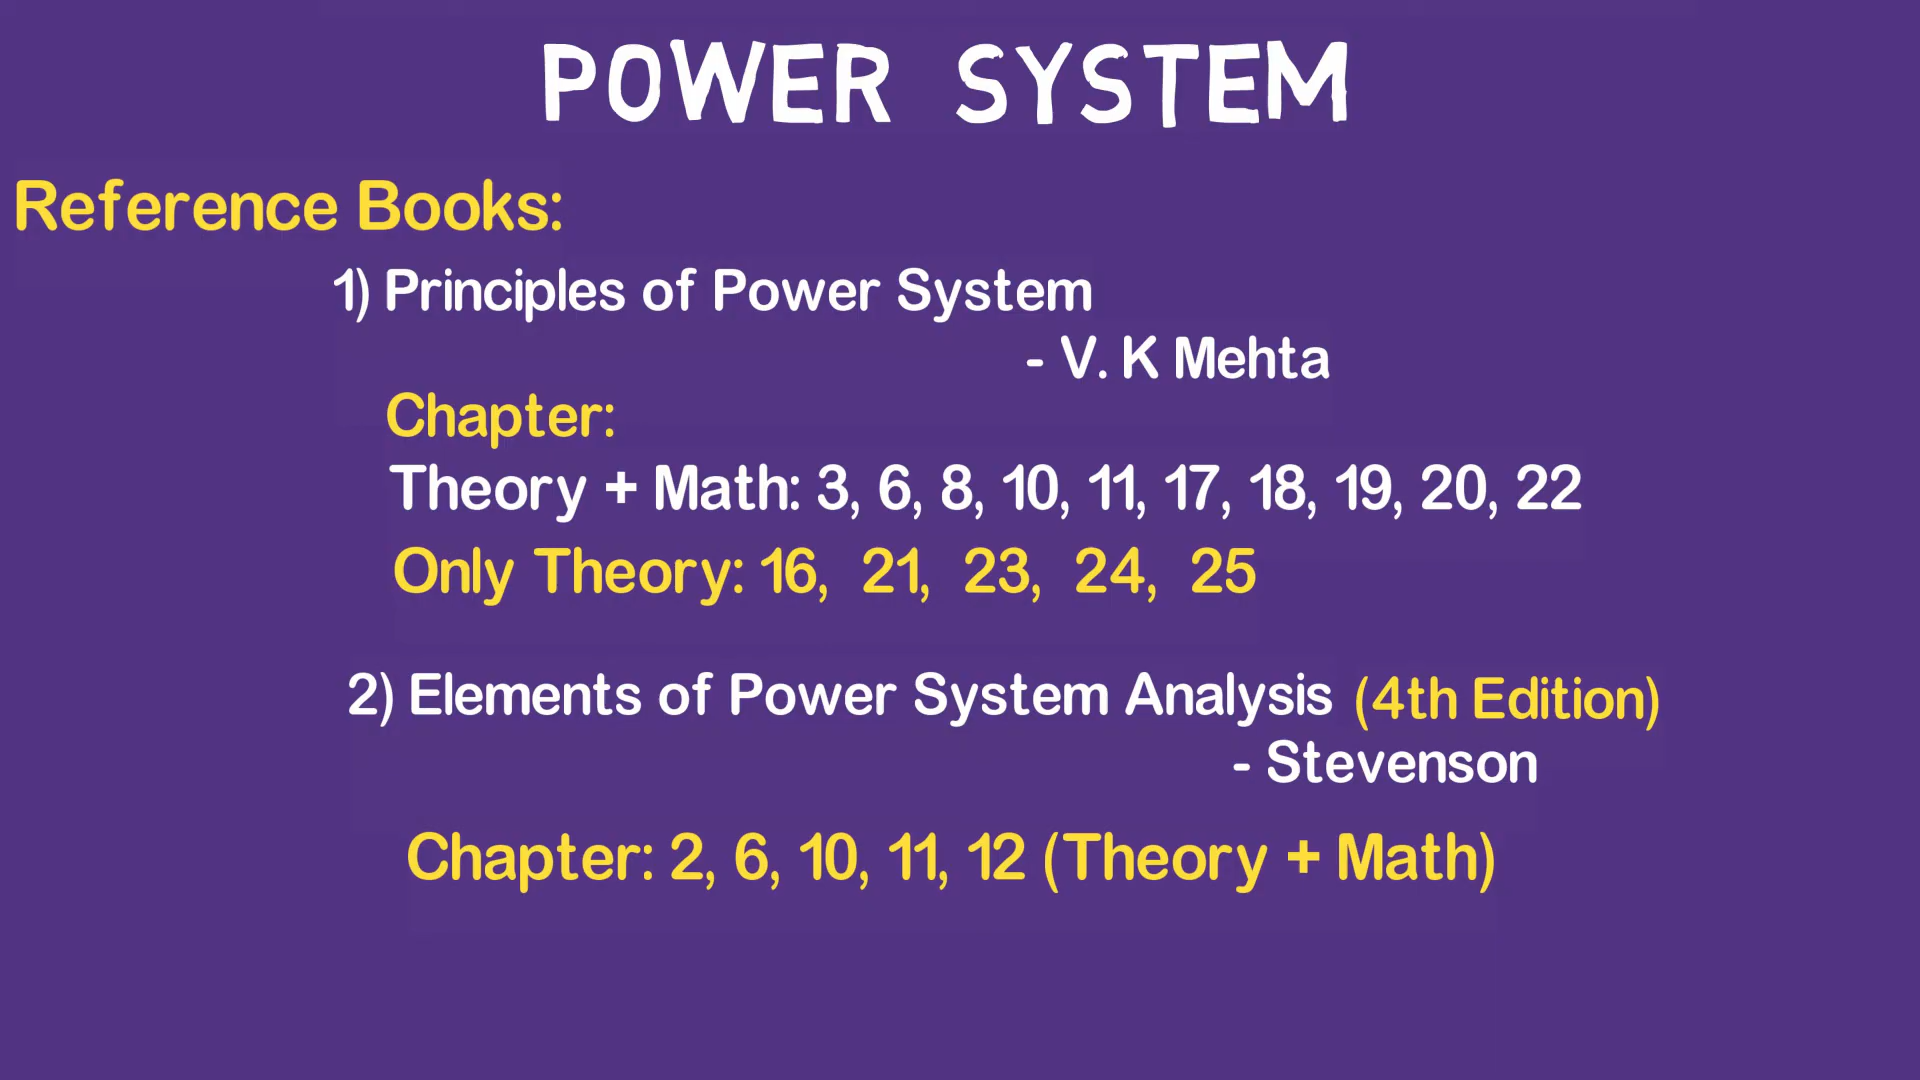 POWER SYSTEM
Reference Books:
1) Principles of Power System
- V. K Mehta
Chapter:
Theory + Math: 3, 6, 8, 10, 11, 17, 18, 19, 20, 22
Only Theory: 16, 21, 23, 24, 25
2) Elements of Power System Analysis (4th Edition)
- Stevenson
Chapter: 2, 6, 10, 11, 12 (Theory + Math)